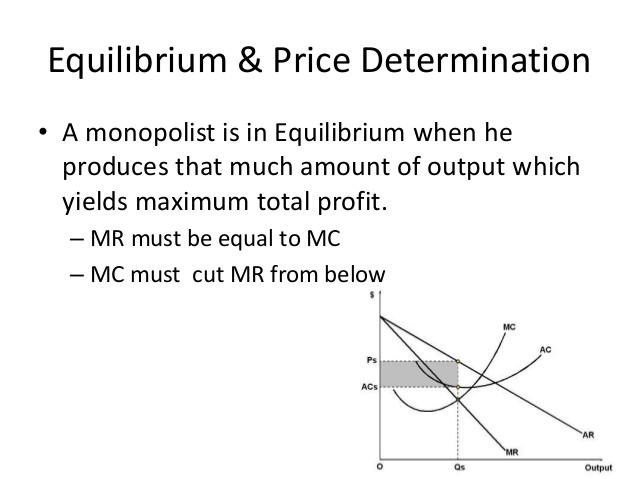 Equilibrium & Price Determination
• A monopolist is in Equilibrium when he
produces that much amount of output which
yields maximum total profit.
– MR must be equal to MC
– MC must cut MR from below
$
MC
AC
Ps
ACs
AR
MR
O
Qs
Output